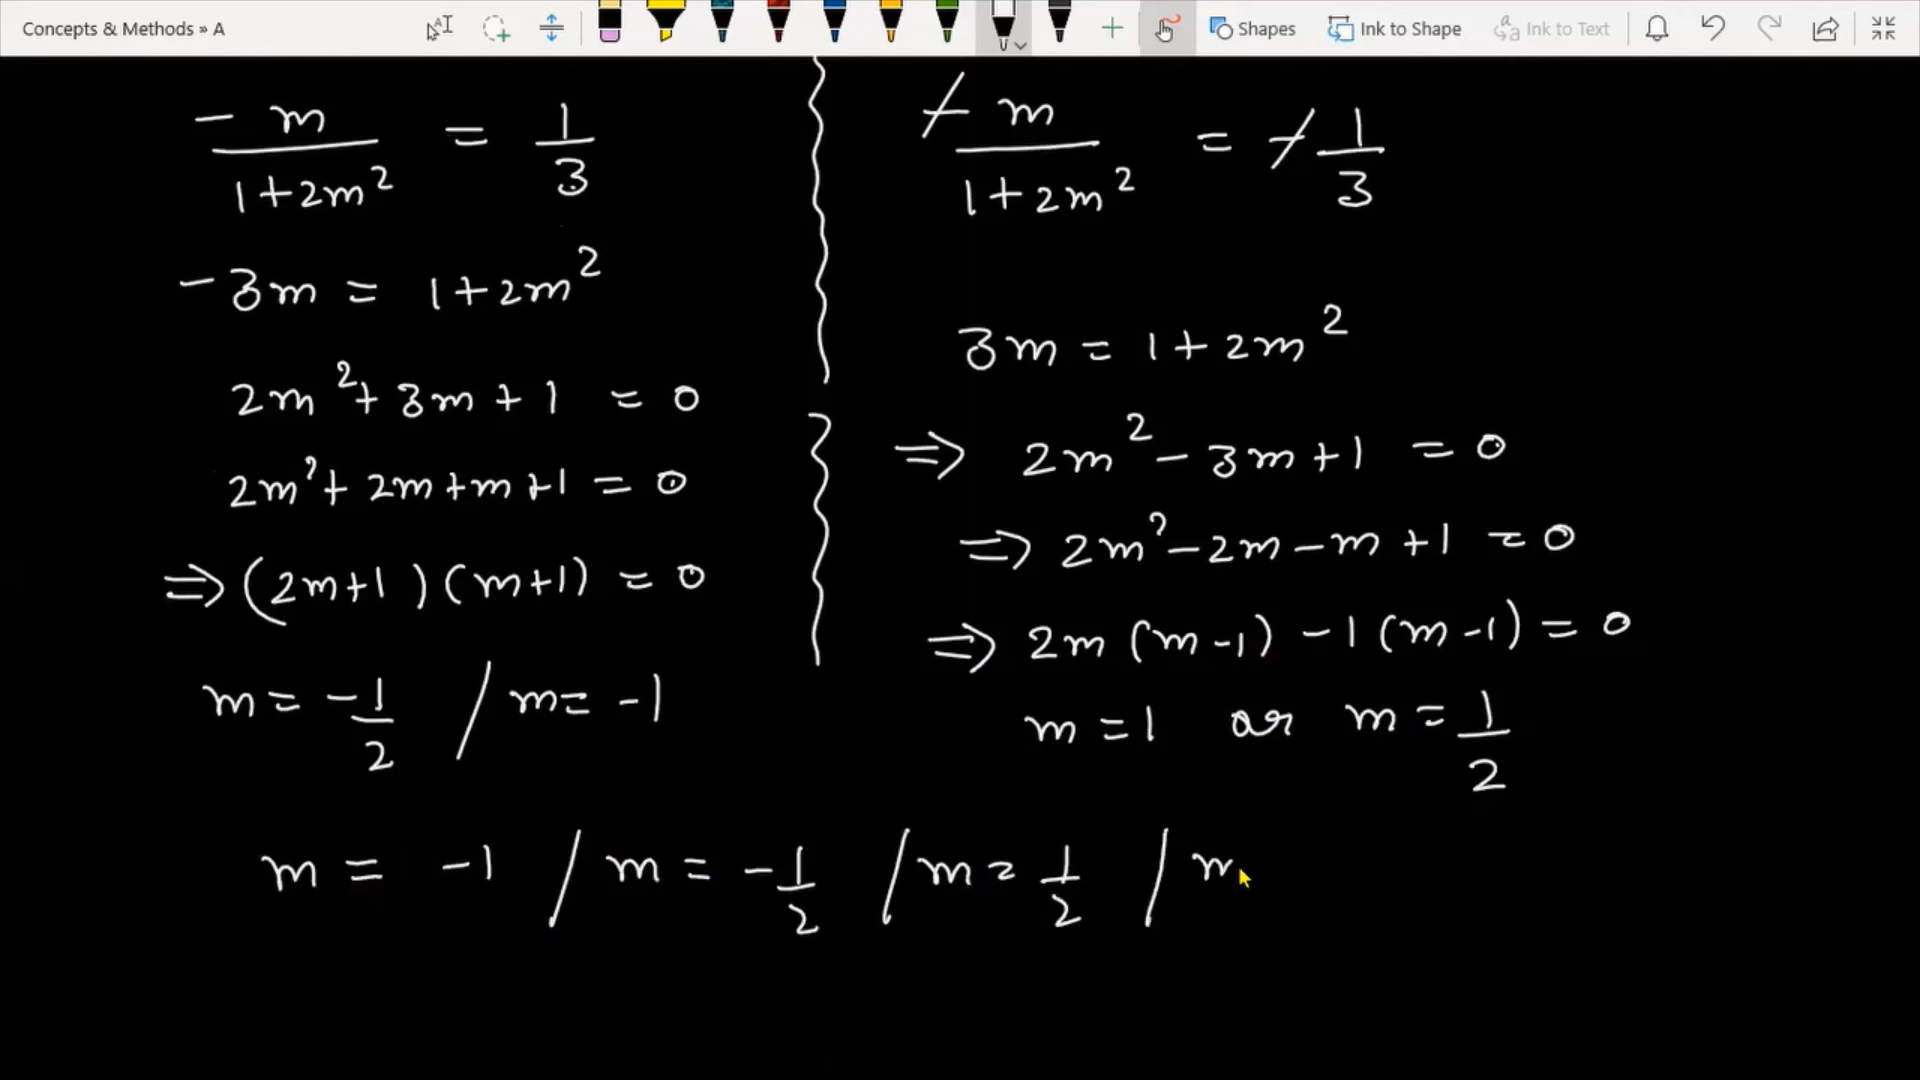 Concepts & Methods » A
Shapes
Ink to Shape
Ink to Text
- m / 1+2m² = 1/3
-3m = 1+2m²
2m²+3m+1 = 0
2m²+2m+m+1 = 0
⇒ (2m+1)(m+1) = 0
m = -1/2 / m = -1
- m / 1+2m² = - 1/3
3m = 1+2m²
⇒ 2m²-3m+1 = 0
⇒ 2m²-2m-m+1 = 0
⇒ 2m(m-1) -1(m-1) = 0
m = 1 or m = 1/2
m = -1 / m = -1/2 / m = 1/2 / m